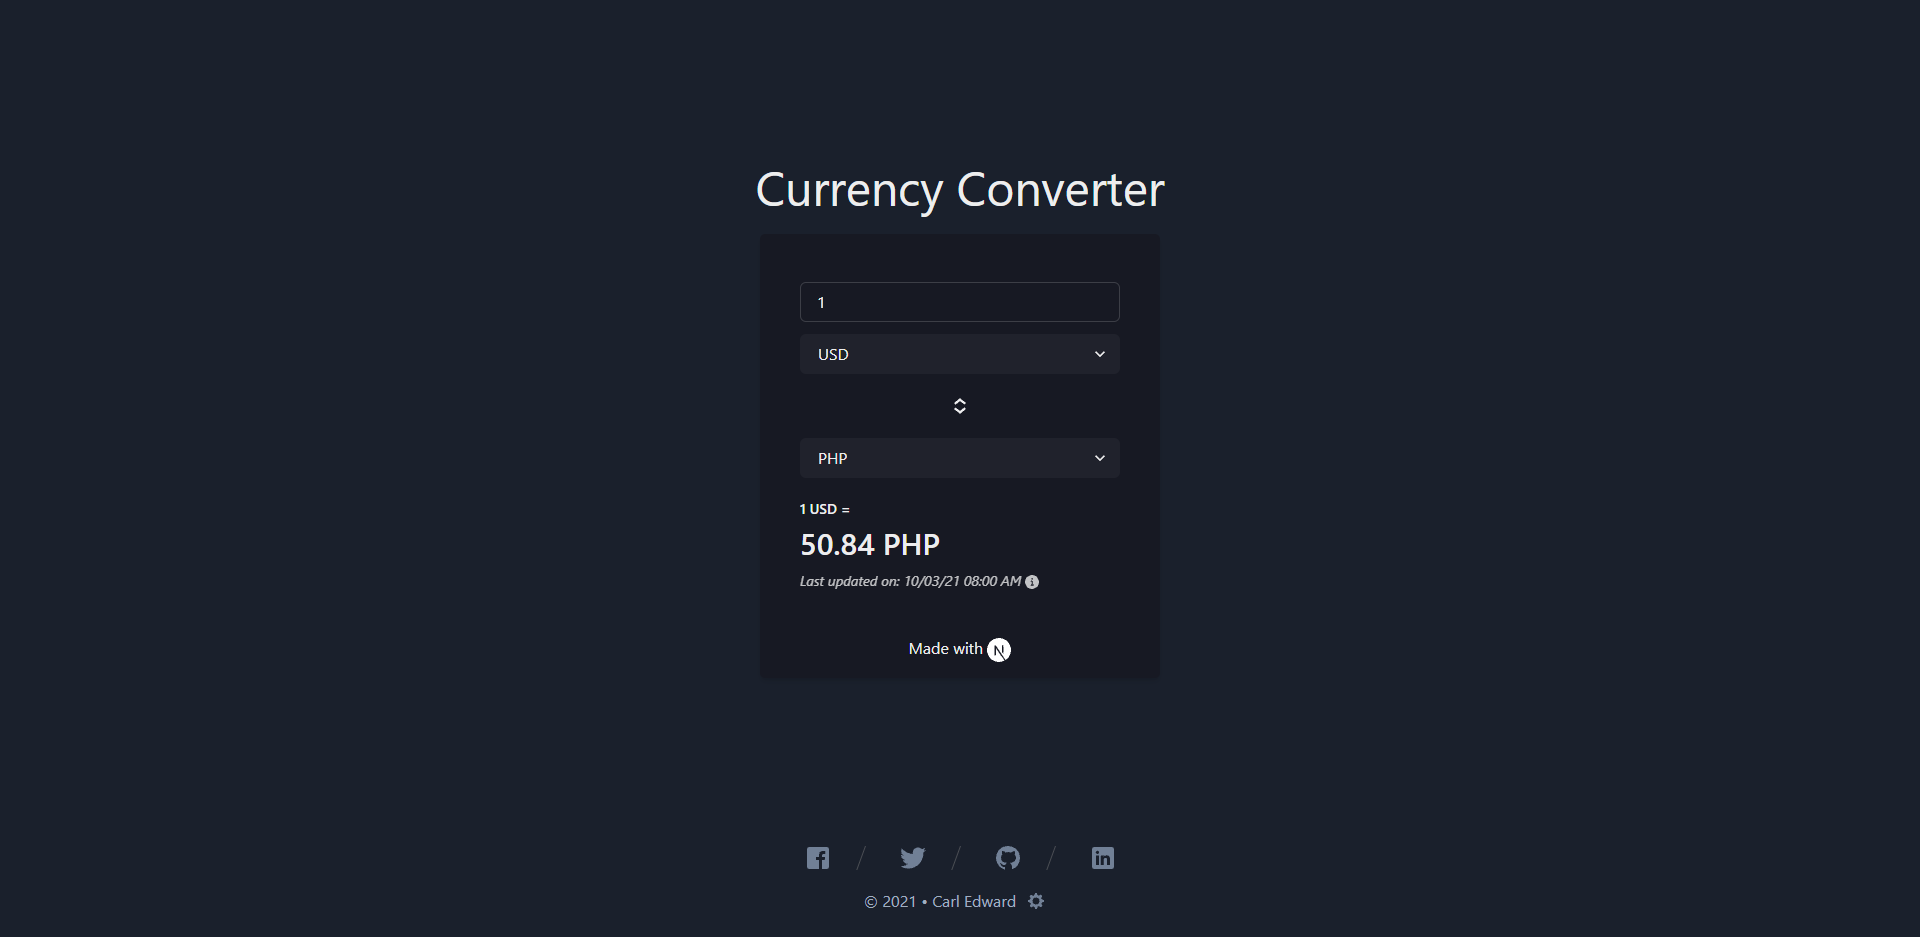 Currency Converter
1
USD
PHP
1 USD =
50.84 PHP
Last updated on: 10/03/21 08:00 AM
Made with N
© 2021 • Carl Edward